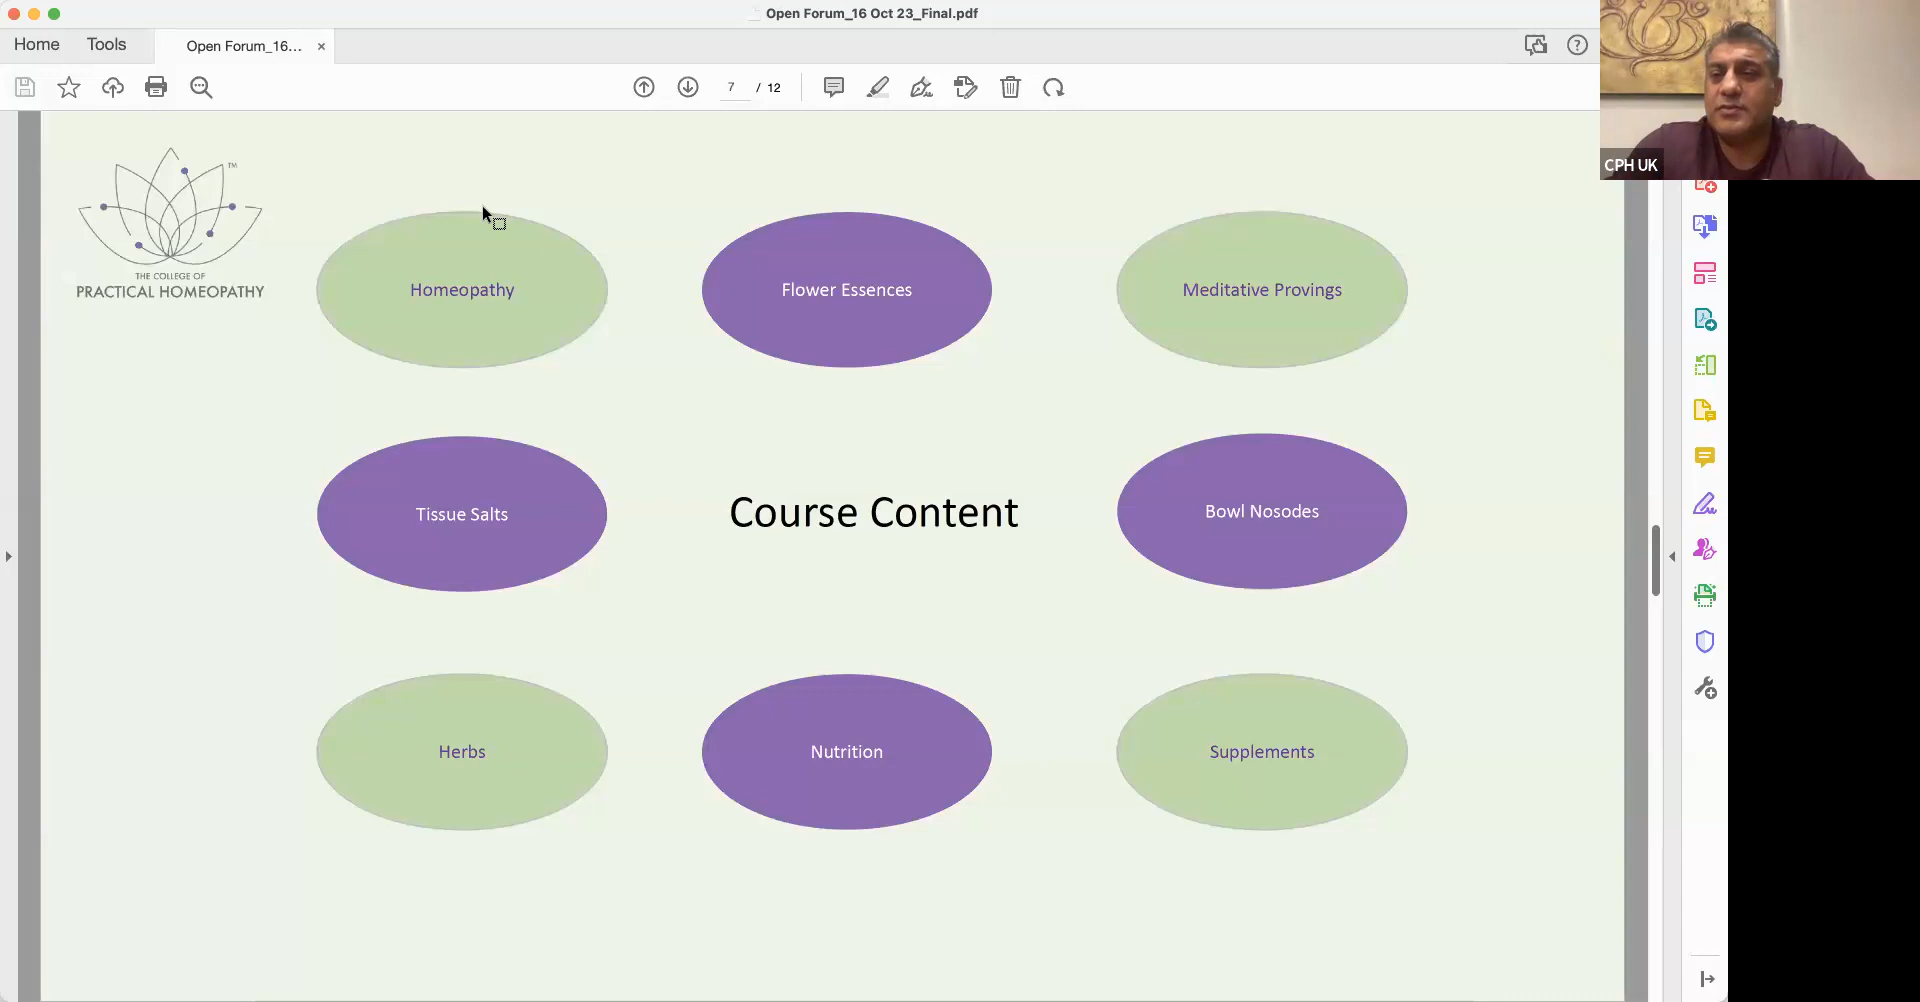 Open Forum_16 Oct 23_Final.pdf
Home
Tools
Open Forum_16... ×
?
7 / 12
CPH UK
TM
THE COLLEGE OF
PRACTICAL HOMEOPATHY
Homeopathy
Flower Essences
Meditative Provings
Tissue Salts
Course Content
Bowl Nosodes
Herbs
Nutrition
Supplements